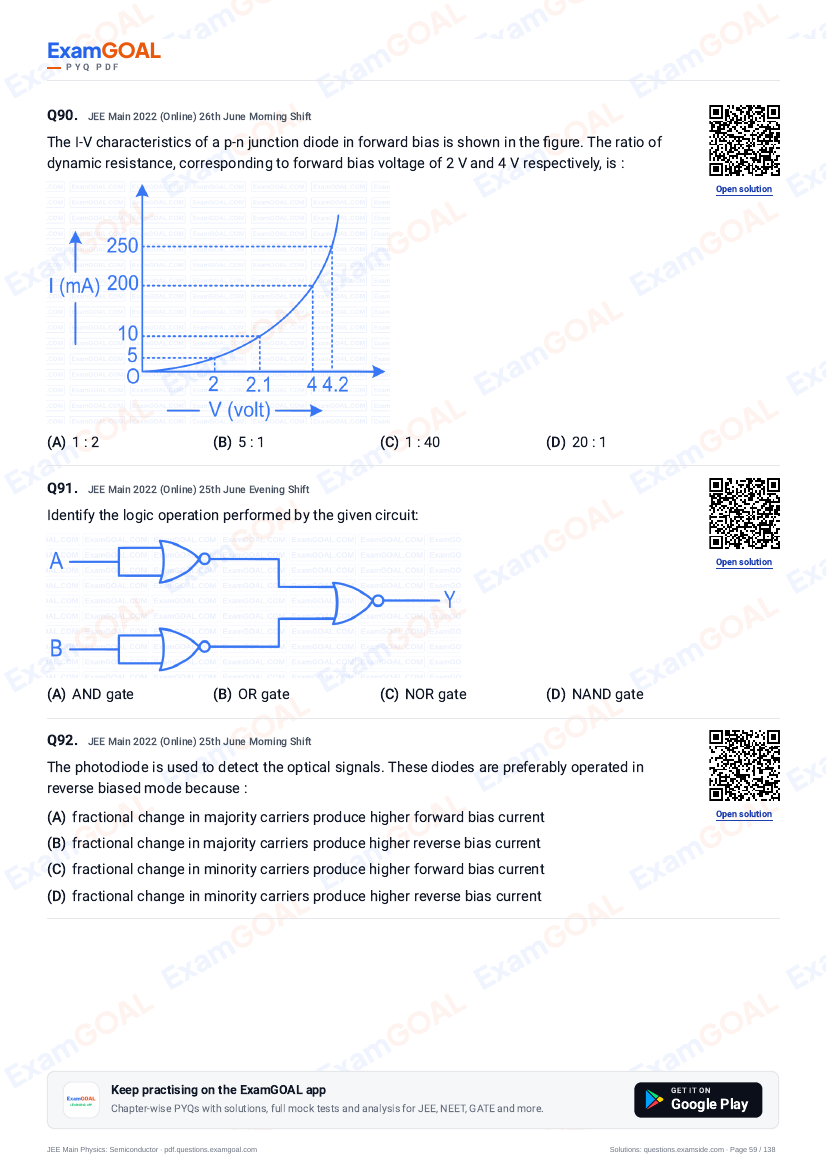 ExamGOAL
PYQ PDF
Q90. JEE Main 2022 (Online) 26th June Morning Shift
The I-V characteristics of a p-n junction diode in forward bias is shown in the figure. The ratio of
dynamic resistance, corresponding to forward bias voltage of 2 V and 4 V respectively, is :
Open solution
250
200
I (mA)
10
5
O
2 2.1 4 4.2
V (volt)
(A) 1 : 2 (B) 5 : 1 (C) 1 : 40 (D) 20 : 1
Q91. JEE Main 2022 (Online) 25th June Evening Shift
Identify the logic operation performed by the given circuit:
Open solution
A
Y
B
(A) AND gate (B) OR gate (C) NOR gate (D) NAND gate
Q92. JEE Main 2022 (Online) 25th June Morning Shift
The photodiode is used to detect the optical signals. These diodes are preferably operated in
reverse biased mode because :
Open solution
(A) fractional change in majority carriers produce higher forward bias current
(B) fractional change in majority carriers produce higher reverse bias current
(C) fractional change in minority carriers produce higher forward bias current
(D) fractional change in minority carriers produce higher reverse bias current
ExamGOAL
Keep practising on the ExamGOAL app
Chapter-wise PYQs with solutions, full mock tests and analysis for JEE, NEET, GATE and more.
GET IT ON
Google Play
JEE Main Physics: Semiconductor · pdf.questions.examgoal.com
Solutions: questions.examside.com · Page 59 / 138